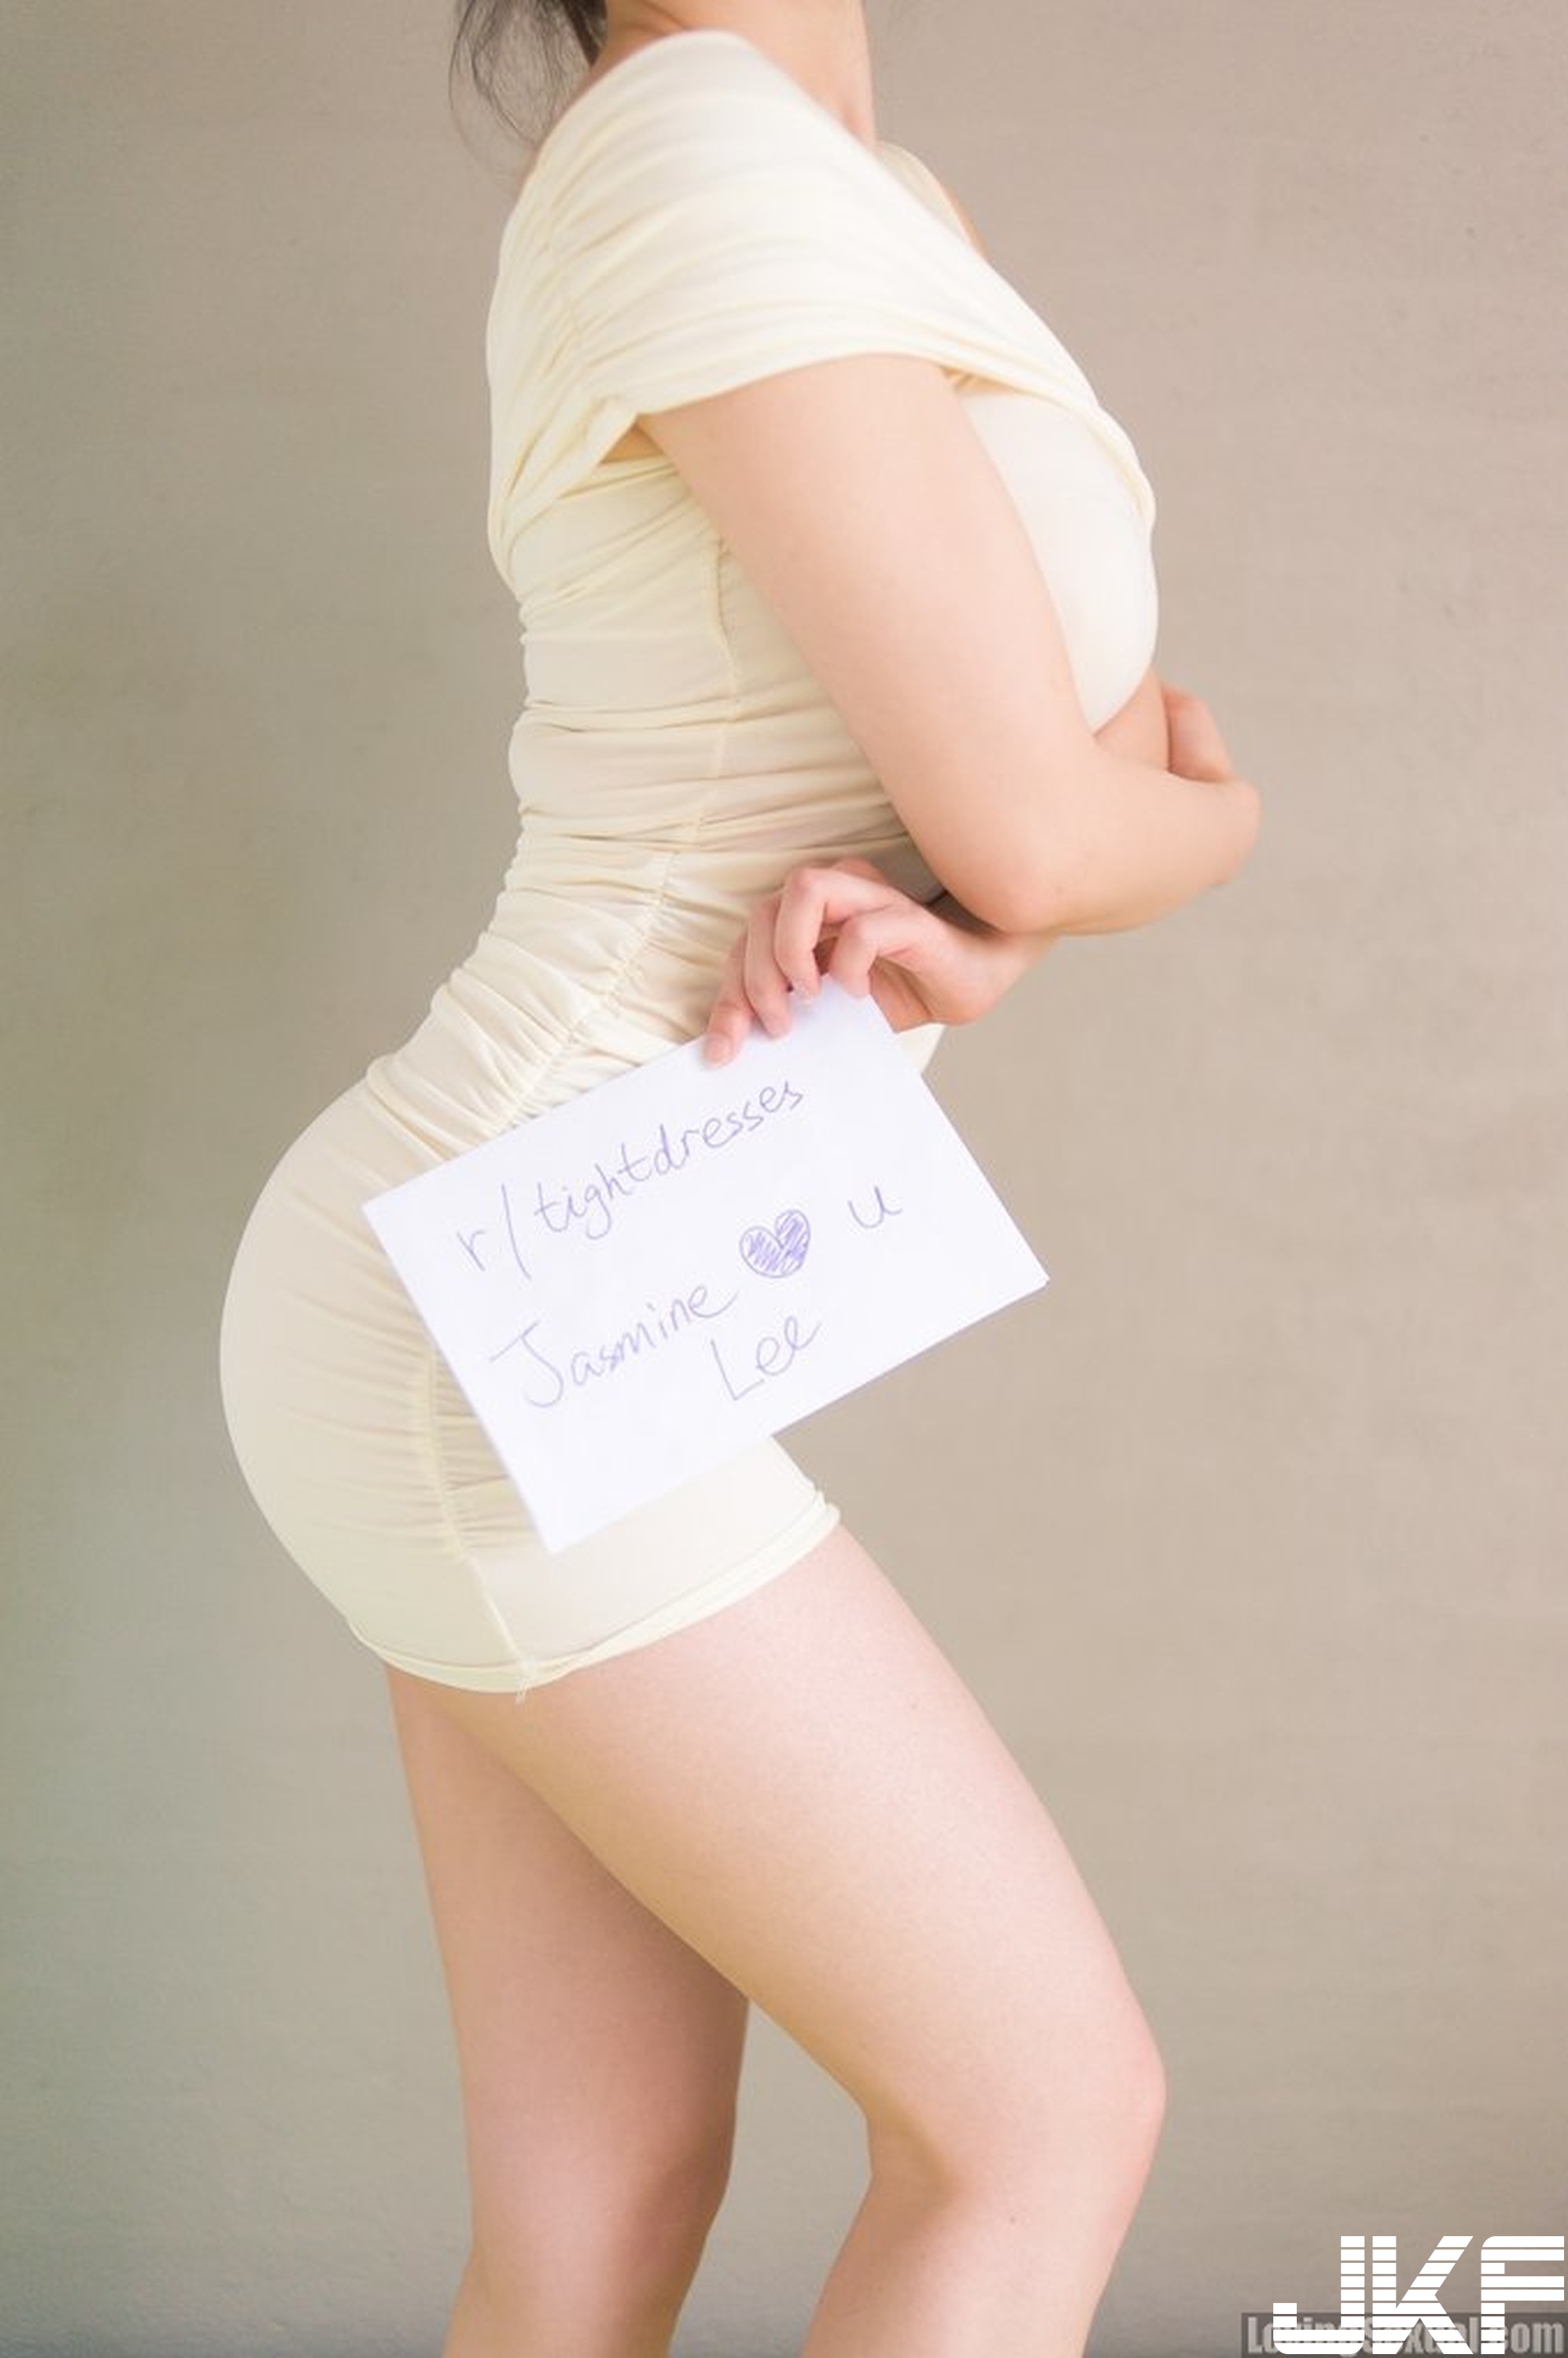 r/tightdresses
Jasmine ♥ u
Lee
JKF